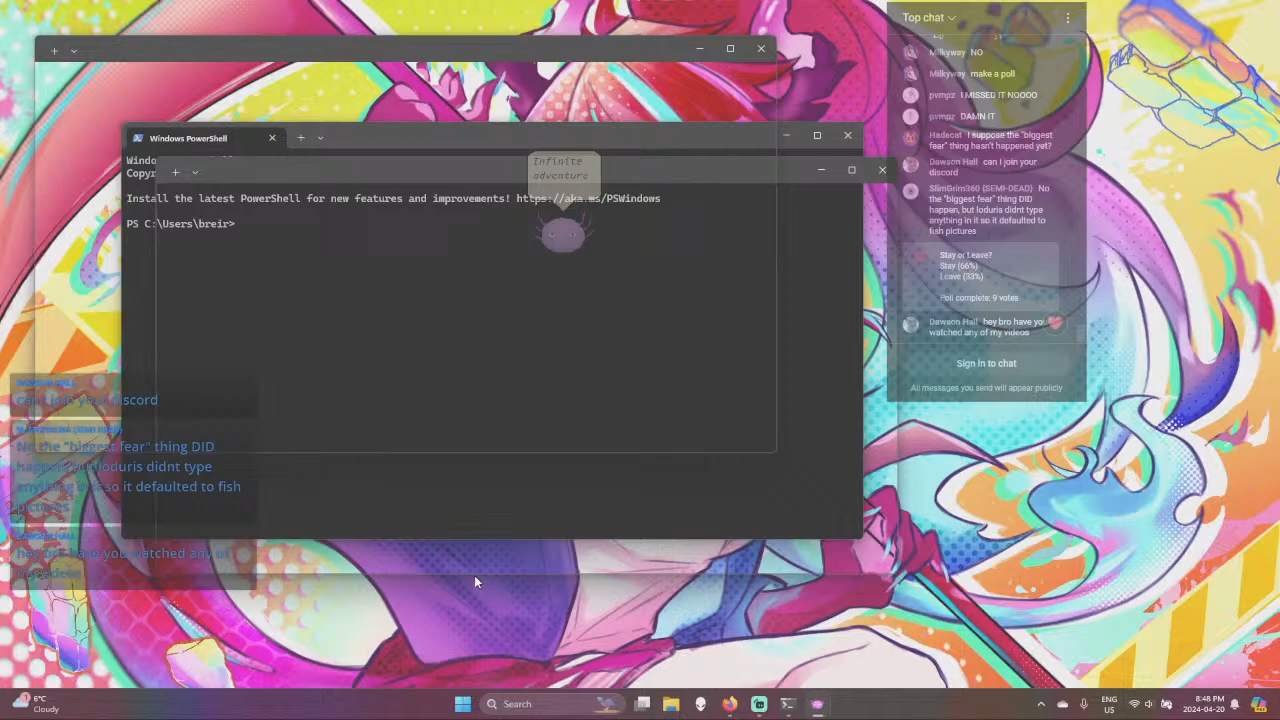 Top chat
Milkyway NO
Milkyway make a poll
pvmpz I MISSED IT NOOOO
pvmpz DAMN IT
Hadecat I suppose the "biggest
fear" thing hasn't happened yet?
Dawson Hall can I join your
discord
SlimGrim360 (SEMI-DEAD) No
the "biggest fear" thing DID
happen, but loduris didnt type
anything in it so it defaulted to
fish pictures
Stay or Leave?
Stay (66%)
Leave (33%)
Poll complete: 9 votes
Dawson Hall hey bro have you
watched any of my videos
Sign in to chat
All messages you send will appear publicly
Windows PowerShell
Windo
Copyr
Install the latest PowerShell for new features and improvements! https://aka.ms/PSWindows
PS C:\Users\breir>
Infinite
adventure
can I join your discord
No the "biggest fear" thing DID
happen, but loduris didnt type
anything in it so it defaulted to fish
pictures
hey bro have you watched any of
my videos
6°C
Cloudy
Search
ENG
US
8:48 PM
2024-04-20